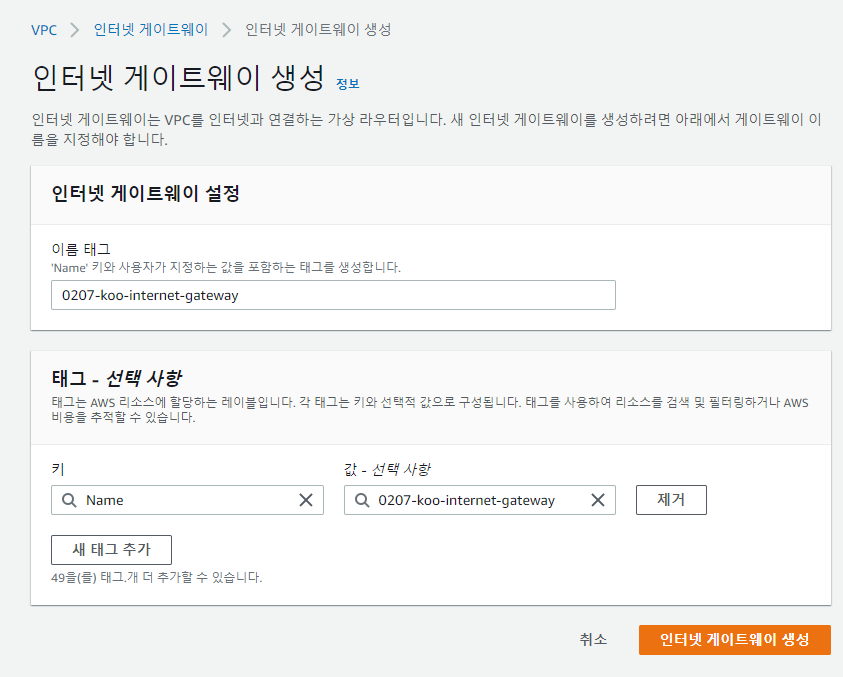 VPC > 인터넷 게이트웨이 > 인터넷 게이트웨이 생성
인터넷 게이트웨이 생성 정보
인터넷 게이트웨이는 VPC를 인터넷과 연결하는 가상 라우터입니다. 새 인터넷 게이트웨이를 생성하려면 아래에서 게이트웨이 이
름을 지정해야 합니다.
인터넷 게이트웨이 설정
이름 태그
'Name' 키와 사용자가 지정하는 값을 포함하는 태그를 생성합니다.
0207-koo-internet-gateway
태그 - 선택 사항
태그는 AWS 리소스에 할당하는 레이블입니다. 각 태그는 키와 선택적 값으로 구성됩니다. 태그를 사용하여 리소스를 검색 및 필터링하거나 AWS
비용을 추적할 수 있습니다.
키 값 - 선택 사항
Name 0207-koo-internet-gateway 제거
새 태그 추가
49을(를) 태그.개 더 추가할 수 있습니다.
취소 인터넷 게이트웨이 생성